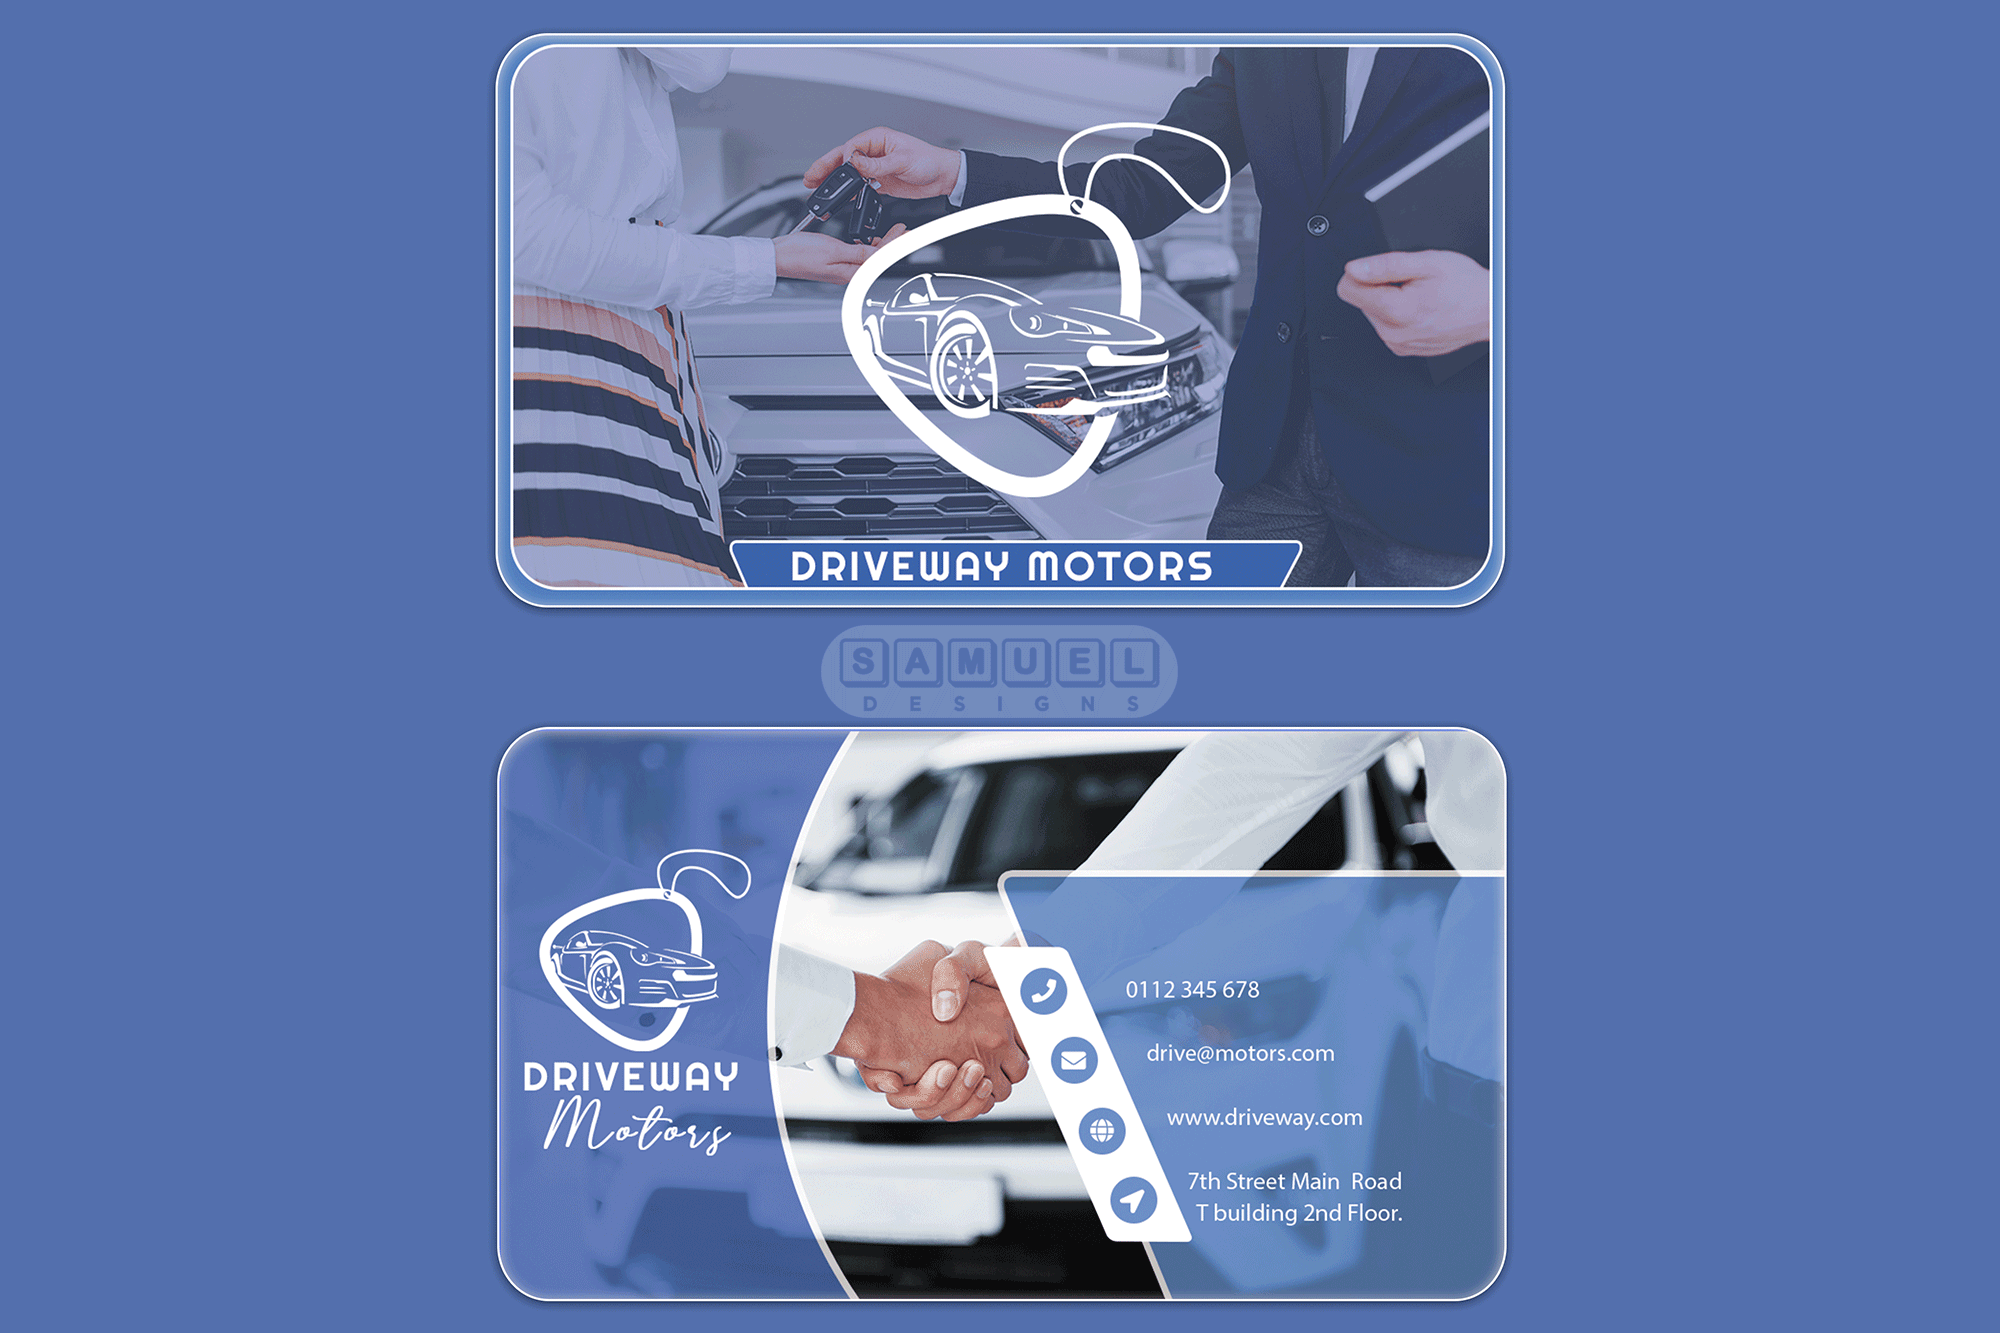 DRIVEWAY MOTORS
SAMUEL
DESIGNS
DRIVEWAY
Motors
0112 345 678
drive@motors.com
www.driveway.com
7th Street Main Road
T building 2nd Floor.